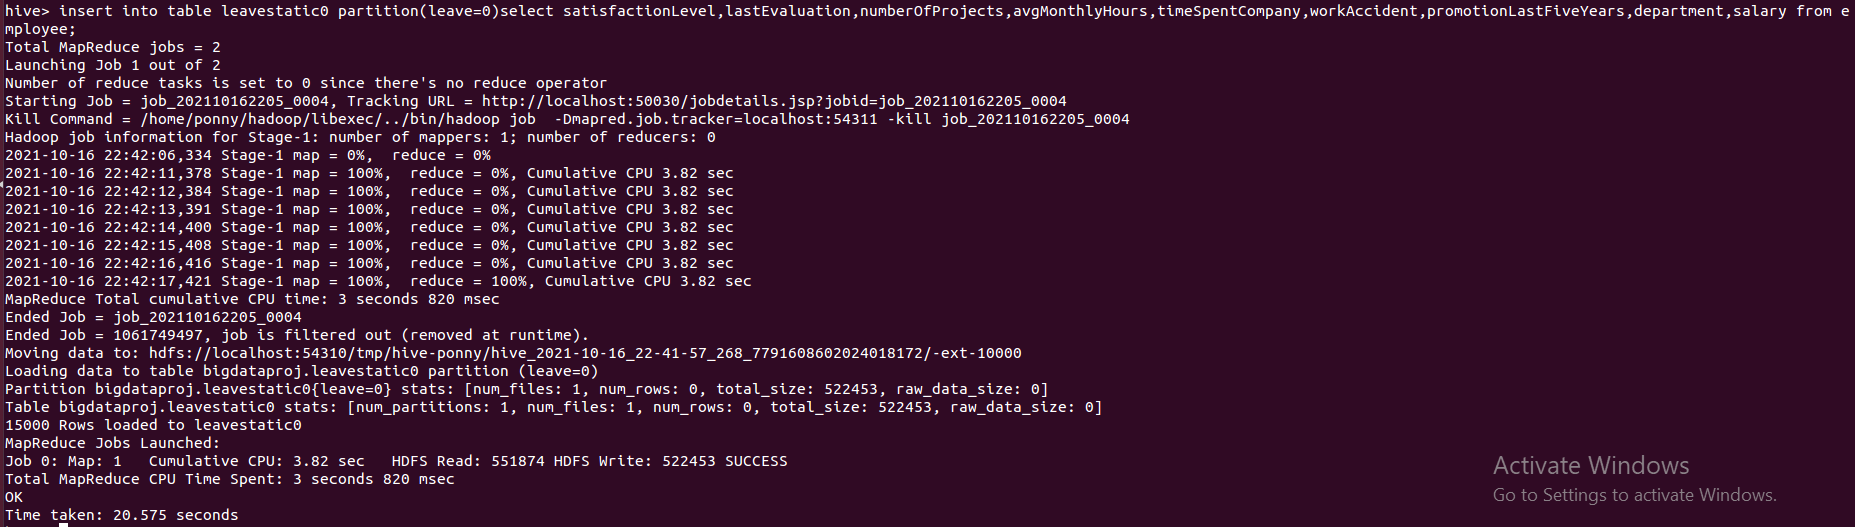 hive> insert into table leavestatic0 partition(leave=0)select satisfactionLevel,lastEvaluation,numberOfProjects,avgMonthlyHours,timeSpentCompany,workAccident,promotionLastFiveYears,department,salary from e
mployee;
Total MapReduce jobs = 2
Launching Job 1 out of 2
Number of reduce tasks is set to 0 since there's no reduce operator
Starting Job = job_202110162205_0004, Tracking URL = http://localhost:50030/jobdetails.jsp?jobid=job_202110162205_0004
Kill Command = /home/ponny/hadoop/libexec/../bin/hadoop job  -Dmapred.job.tracker=localhost:54311 -kill job_202110162205_0004
Hadoop job information for Stage-1: number of mappers: 1; number of reducers: 0
2021-10-16 22:42:06,334 Stage-1 map = 0%,  reduce = 0%
2021-10-16 22:42:11,378 Stage-1 map = 100%,  reduce = 0%, Cumulative CPU 3.82 sec
2021-10-16 22:42:12,384 Stage-1 map = 100%,  reduce = 0%, Cumulative CPU 3.82 sec
2021-10-16 22:42:13,391 Stage-1 map = 100%,  reduce = 0%, Cumulative CPU 3.82 sec
2021-10-16 22:42:14,400 Stage-1 map = 100%,  reduce = 0%, Cumulative CPU 3.82 sec
2021-10-16 22:42:15,408 Stage-1 map = 100%,  reduce = 0%, Cumulative CPU 3.82 sec
2021-10-16 22:42:16,416 Stage-1 map = 100%,  reduce = 0%, Cumulative CPU 3.82 sec
2021-10-16 22:42:17,421 Stage-1 map = 100%,  reduce = 100%, Cumulative CPU 3.82 sec
MapReduce Total cumulative CPU time: 3 seconds 820 msec
Ended Job = job_202110162205_0004
Ended Job = 1061749497, job is filtered out (removed at runtime).
Moving data to: hdfs://localhost:54310/tmp/hive-ponny/hive_2021-10-16_22-41-57_268_7791608602024018172/-ext-10000
Loading data to table bigdataproj.leavestatic0 partition (leave=0)
Partition bigdataproj.leavestatic0{leave=0} stats: [num_files: 1, num_rows: 0, total_size: 522453, raw_data_size: 0]
Table bigdataproj.leavestatic0 stats: [num_partitions: 1, num_files: 1, num_rows: 0, total_size: 522453, raw_data_size: 0]
15000 Rows loaded to leavestatic0
MapReduce Jobs Launched:
Job 0: Map: 1   Cumulative CPU: 3.82 sec   HDFS Read: 551874 HDFS Write: 522453 SUCCESS
Total MapReduce CPU Time Spent: 3 seconds 820 msec
OK
Time taken: 20.575 seconds
Activate Windows
Go to Settings to activate Windows.